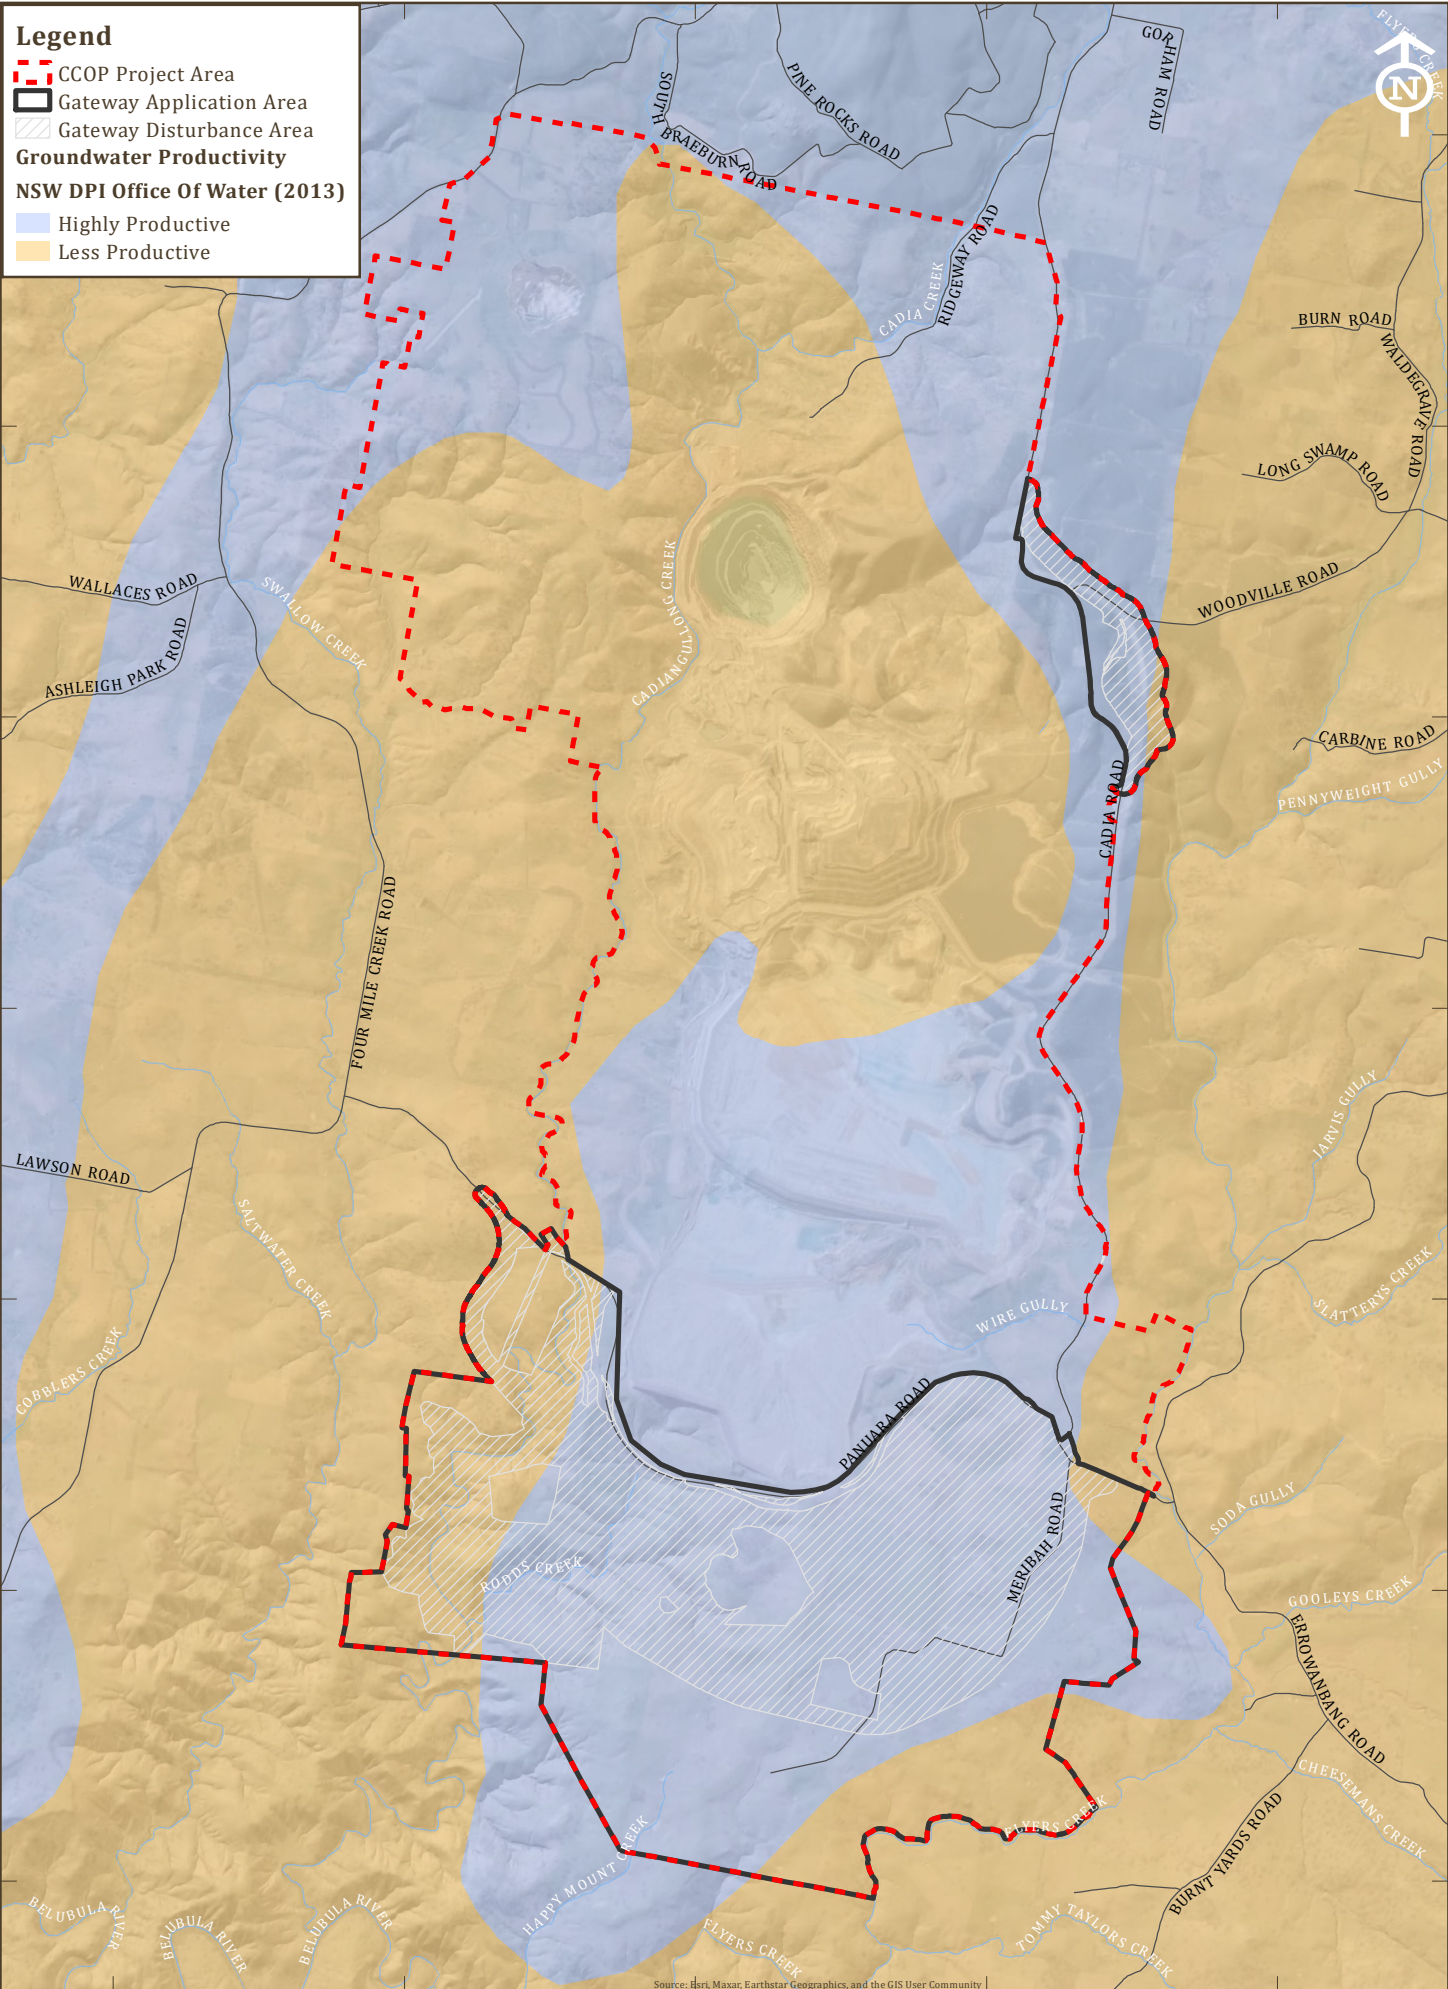 Legend
CCOP Project Area
Gateway Application Area
Gateway Disturbance Area
Groundwater Productivity
NSW DPI Office Of Water (2013)
Highly Productive
Less Productive
FLYERS CREEK
N
GORHAM ROAD
SOUTH
PINE ROCKS ROAD
BRAEBURN ROAD
RIDGEWAY ROAD
CADIA CREEK
BURN ROAD
WALDEGRAVE ROAD
LONG SWAMP ROAD
WALLACES ROAD
SWALLOW CREEK
CADIANGULLONG CREEK
WOODVILLE ROAD
ASHLEIGH PARK ROAD
CARBINE ROAD
PENNYWEIGHT GULLY
CADIA ROAD
FOUR MILE CREEK ROAD
JARVIS GULLY
LAWSON ROAD
SALTWATER CREEK
SLATTERYS CREEK
WIRE GULLY
COBBLERS CREEK
PANUARA ROAD
SODA GULLY
MERIBAH ROAD
RODDS CREEK
GOOLEYS CREEK
ERROWANBANG ROAD
CHEESEMANS CREEK
FLYERS CREEK
BURNT YARDS ROAD
HAPPY MOUNT CREEK
BELUBULA RIVER
BELUBULA RIVER
BELUBULA RIVER
FLYERS CREEK
TOMMY TAYLORS CREEK
Source: Esri, Maxar, Earthstar Geographics, and the GIS User Community